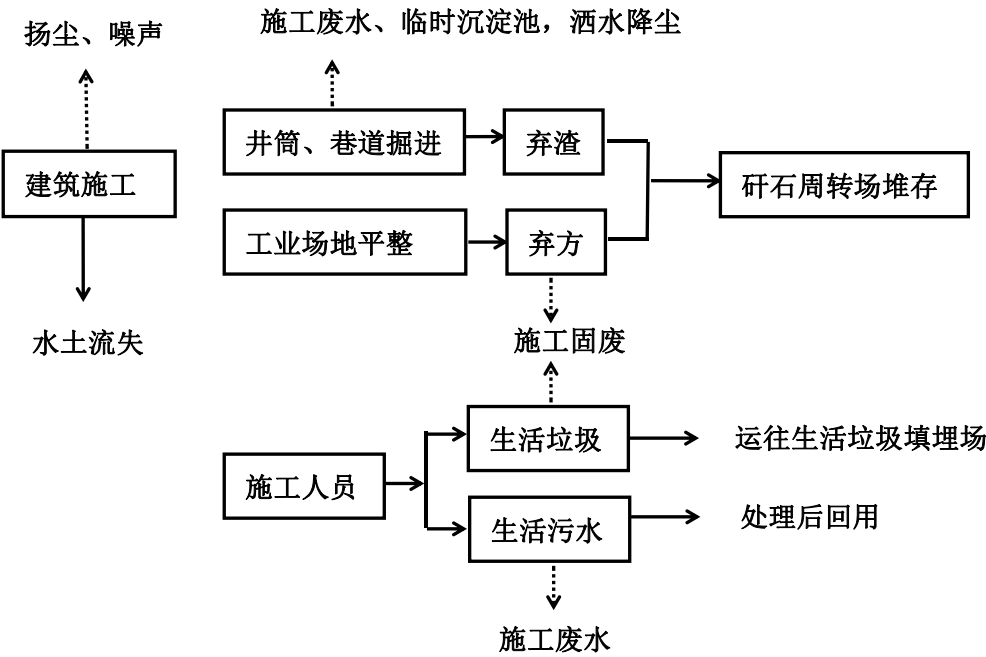 扬尘、噪声
施工废水、临时沉淀池，洒水降尘
建筑施工
井筒、巷道掘进
弃渣
矸石周转场堆存
工业场地平整
弃方
水土流失
施工固废
施工人员
生活垃圾
运往生活垃圾填埋场
生活污水
处理后回用
施工废水